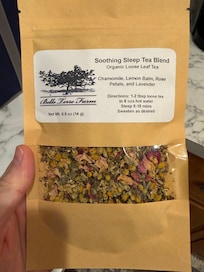 Soothing Sleep Tea Blend
Organic Loose Leaf Tea
Chamomile, Lemon Balm, Rose
Petals, and Lavender
Directions: 1-2 tbsp loose tea
in 8 ozs hot water
Steep 8-15 mins
Sweeten as desired
Belle Terre Farm
Net Wt. 0.5 oz (14 g)